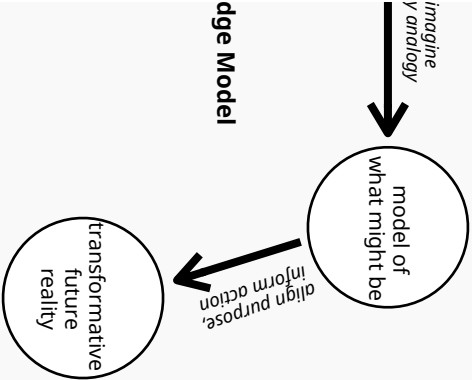 dge Model
imagine
y analogy
model of
what might be
align purpose,
inform action
transformative
future
reality